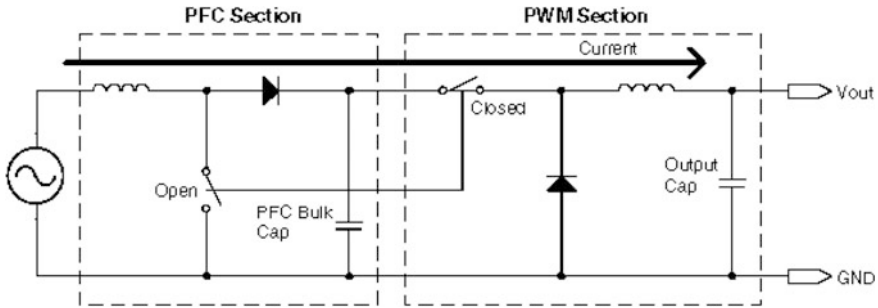 PFC Section
PWM Section
Current
Closed
Vout
Open
PFC Bulk
Cap
Output
Cap
GND